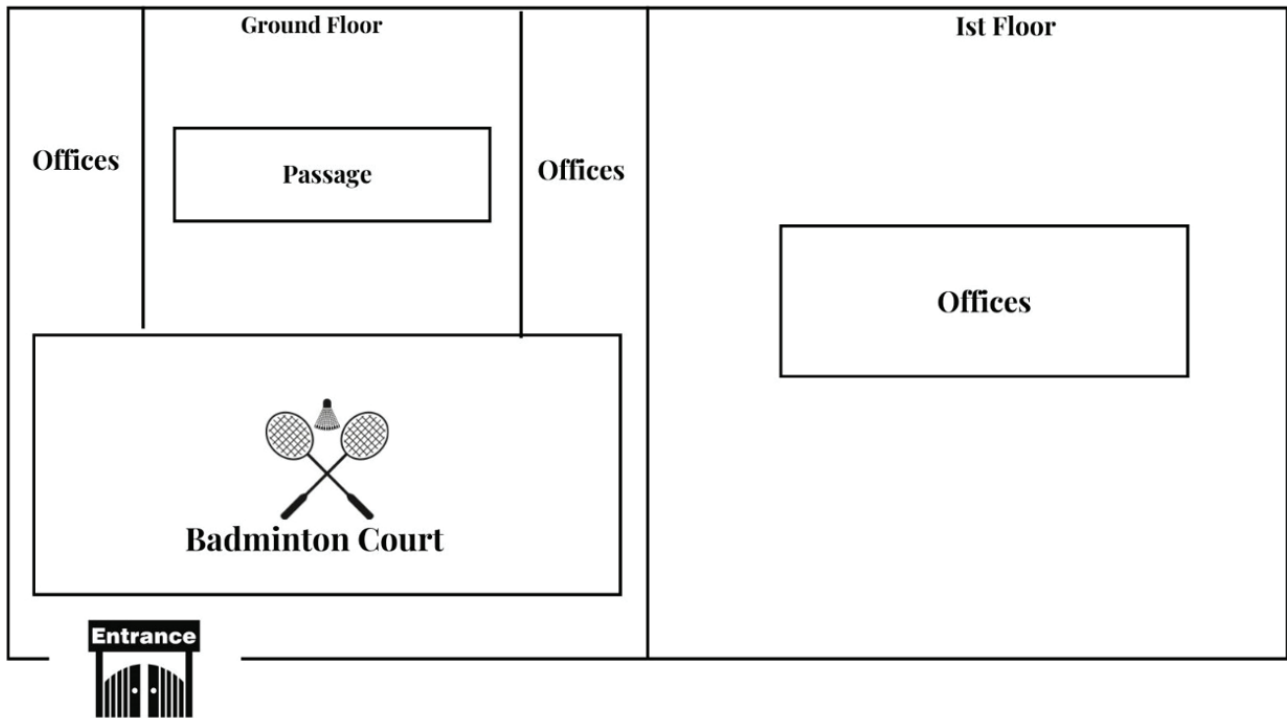 Ground Floor
Ist Floor
Offices
Passage
Offices
Offices
Badminton Court
Entrance